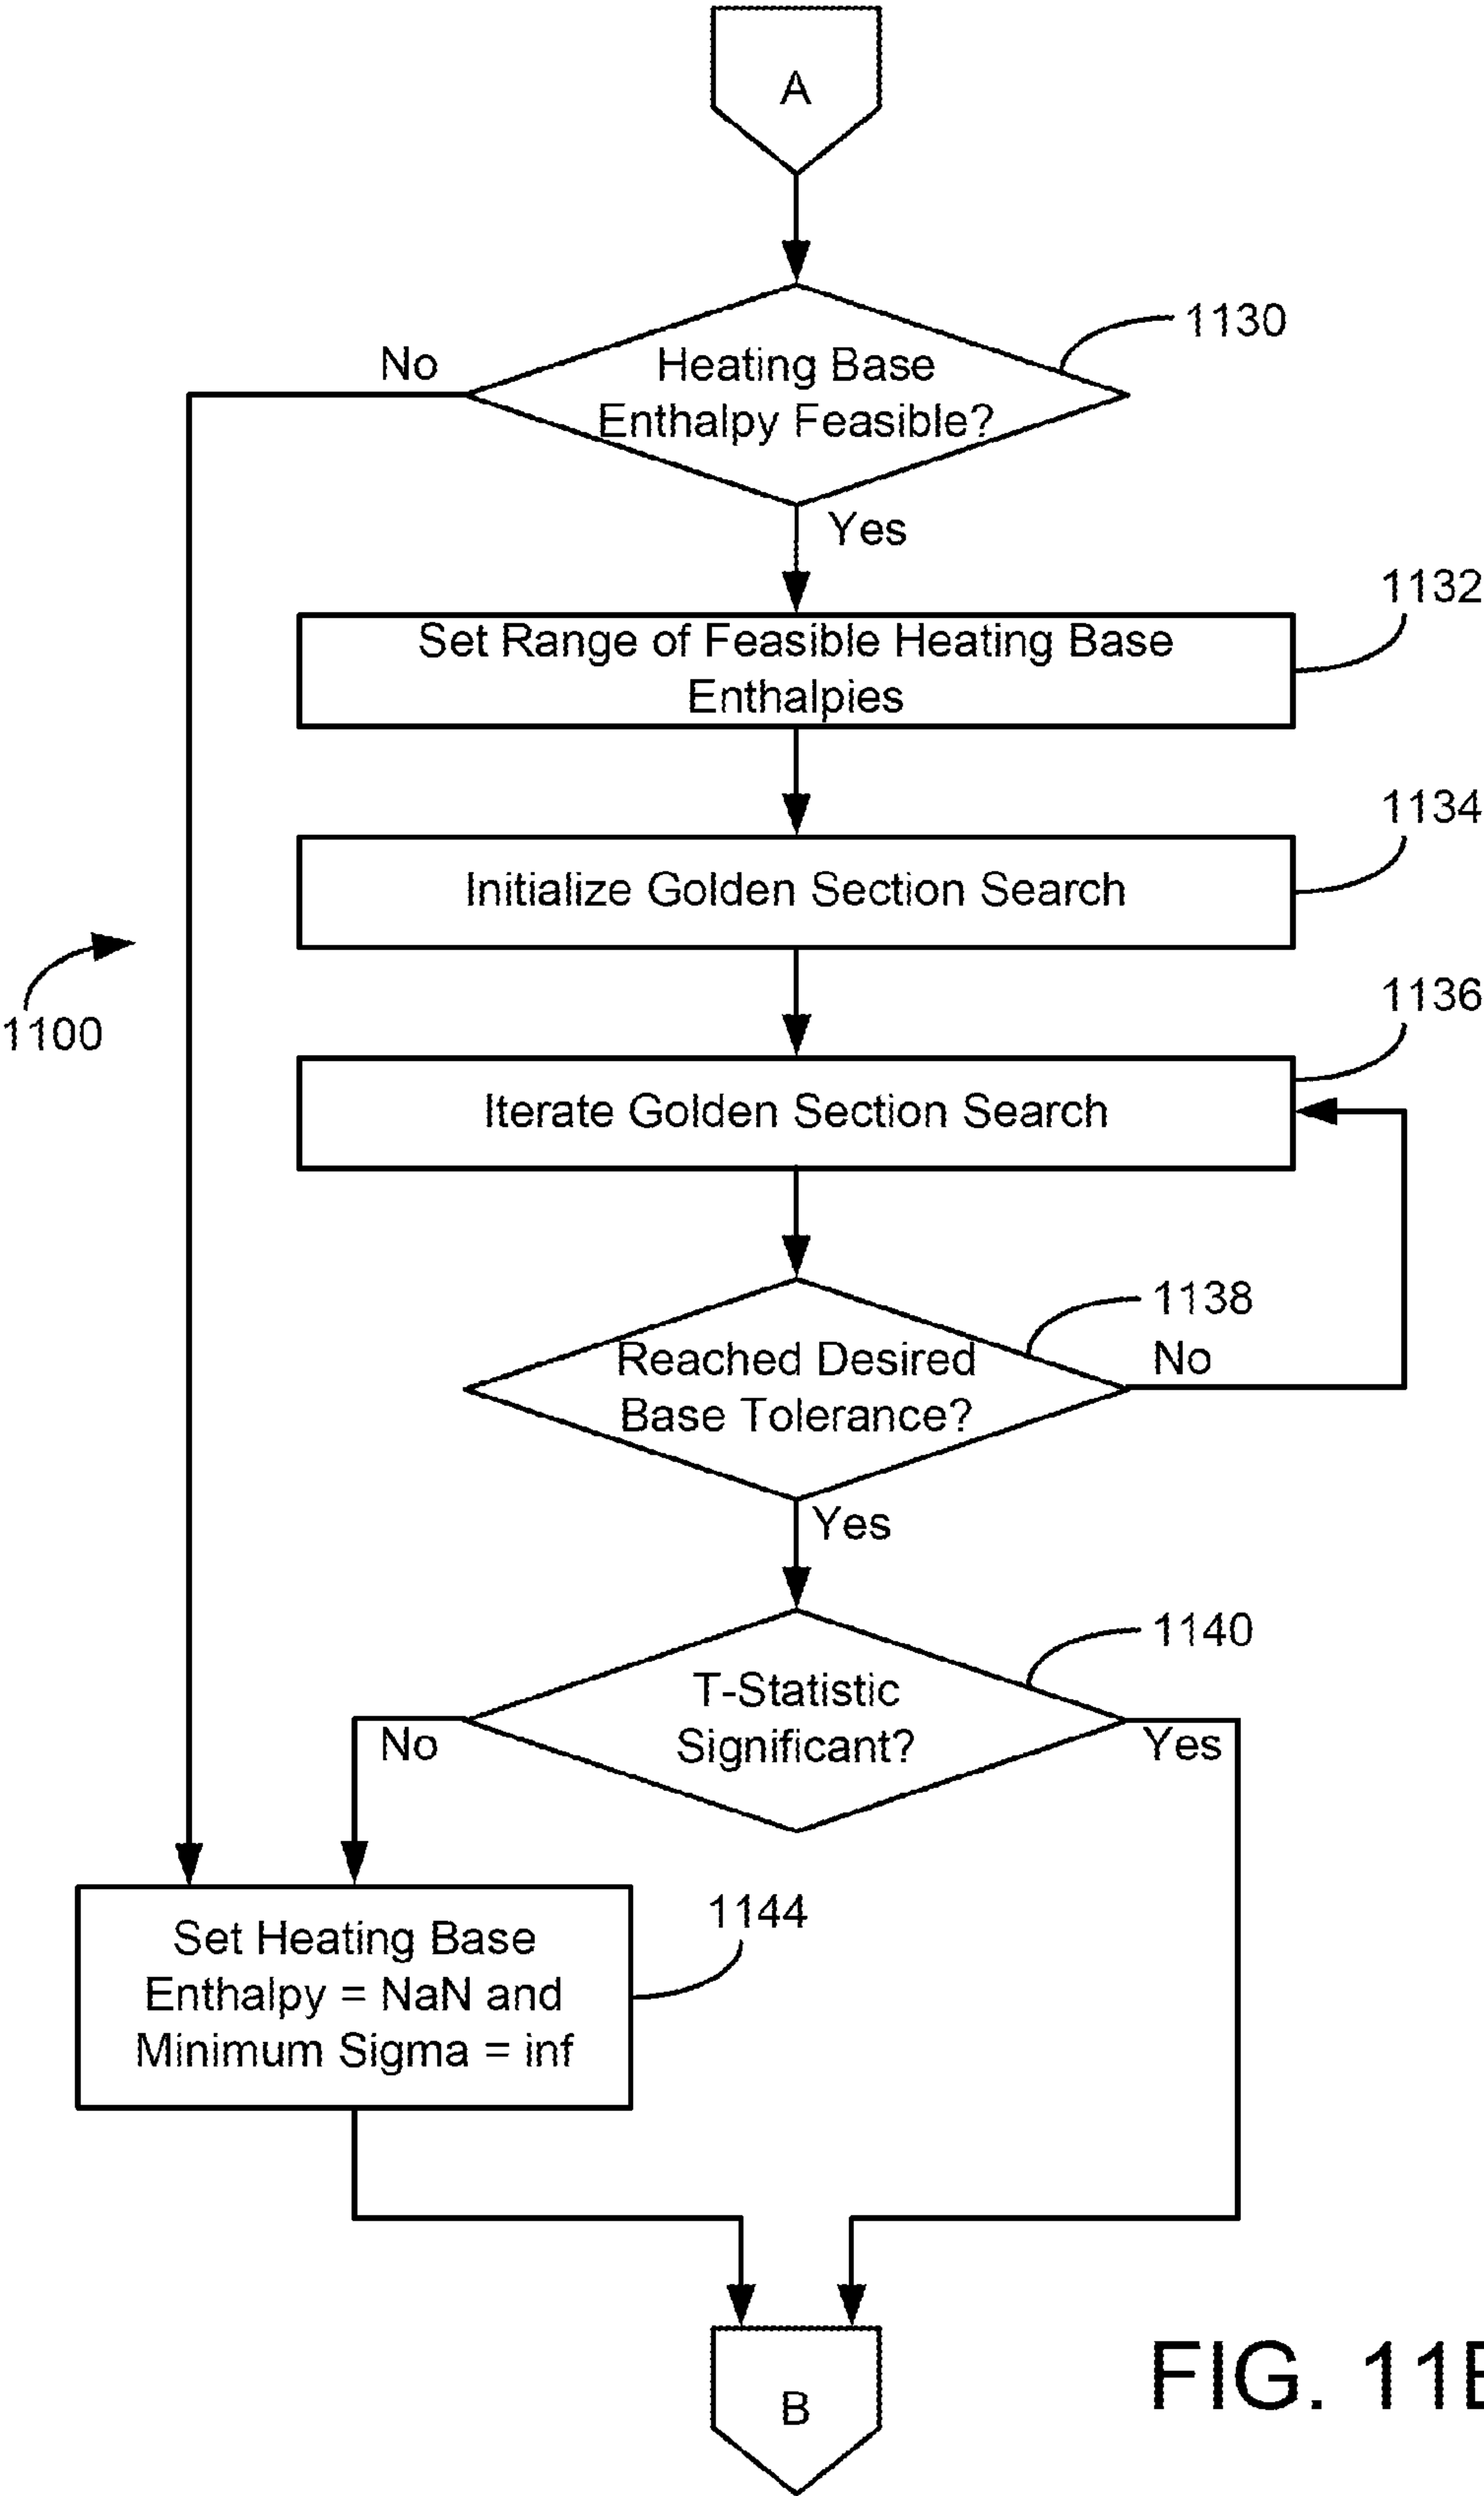 A
1130
No
Heating Base
Enthalpy Feasible?
Yes
1132
Set Range of Feasible Heating Base
Enthalpies
1134
Initialize Golden Section Search
1136
1100
Iterate Golden Section Search
1138
Reached Desired
Base Tolerance?
No
Yes
1140
T-Statistic
Significant?
No
Yes
1144
Set Heating Base
Enthalpy = NaN and
Minimum Sigma = inf
B
FIG.